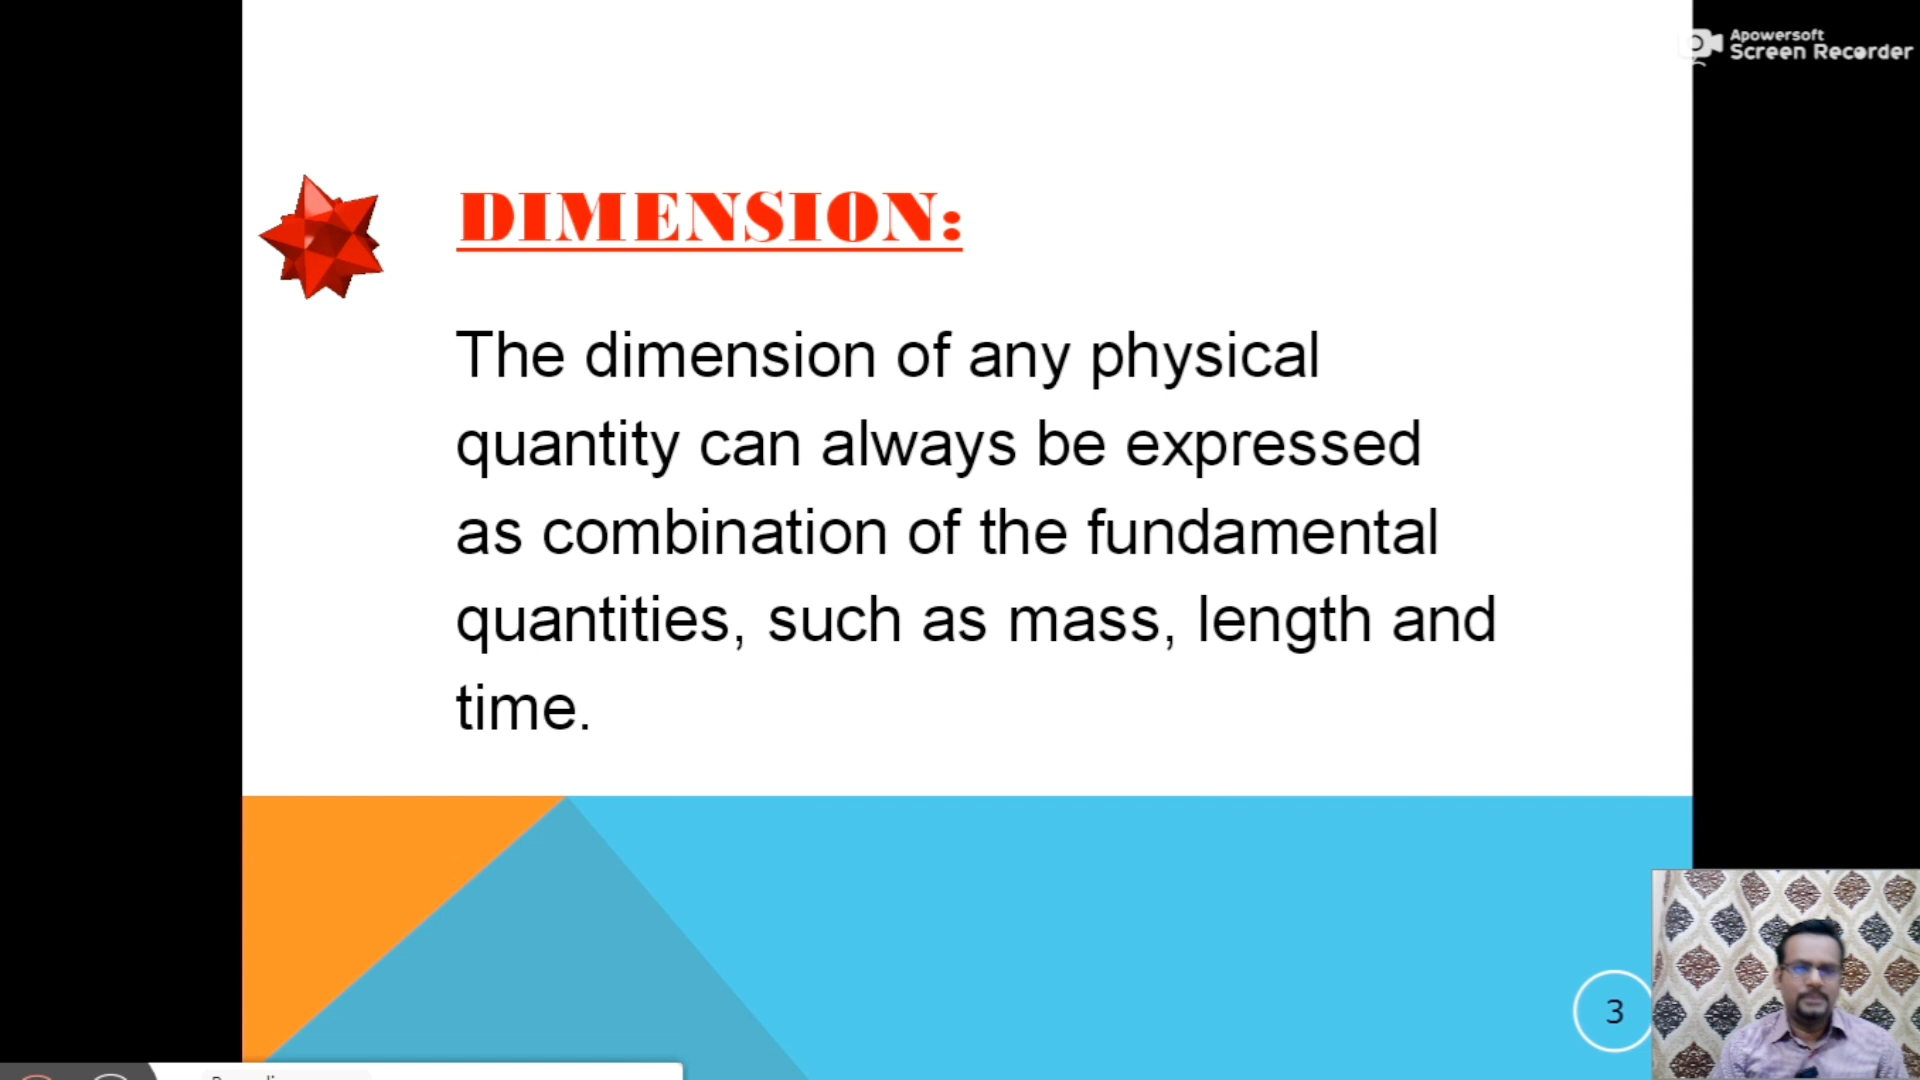 Apowersoft
Screen Recorder
DIMENSION:
The dimension of any physical
quantity can always be expressed
as combination of the fundamental
quantities, such as mass, length and
time.
3